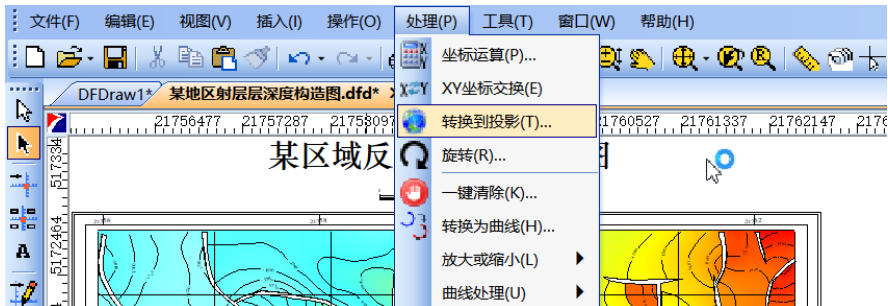 文件(F) 编辑(E) 视图(V) 插入(I) 操作(O) 处理(P) 工具(T) 窗口(W) 帮助(H)
DFDraw1* 某地区射层层深度构造图.dfd*
坐标运算(P)...
XY坐标交换(E)
转换到投影(T)...
旋转(R)...
一键清除(K)...
转换为曲线(H)...
放大或缩小(L)
曲线处理(U)
21756477 21757287 21758097 21760527 21761337 21762147 2176
517334
5172464
某区域反 图
A